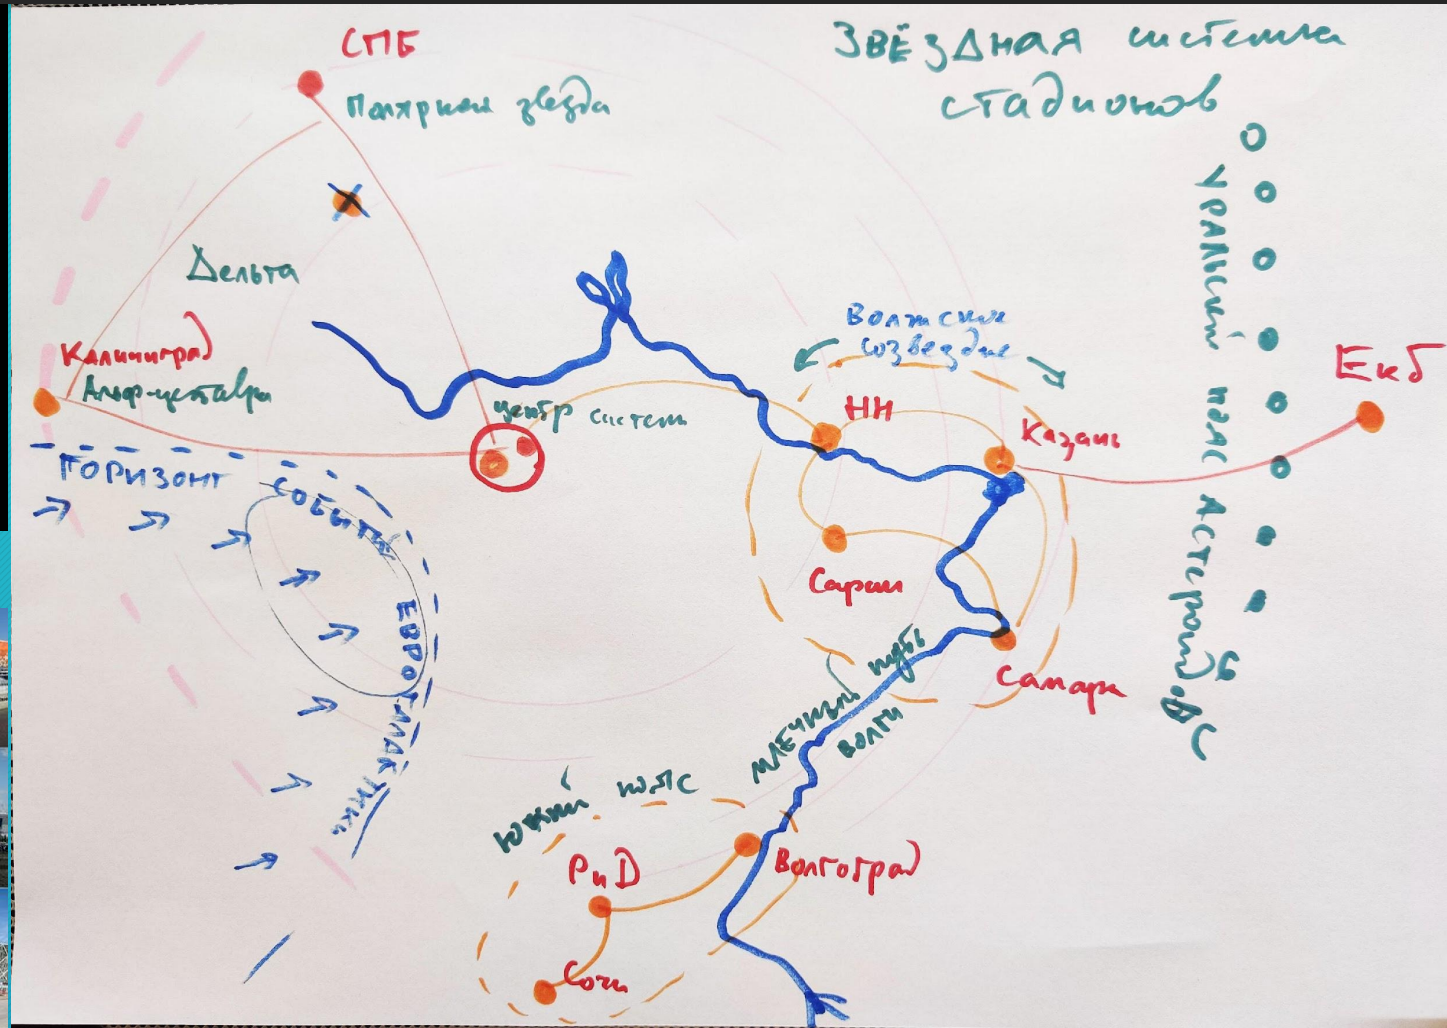 ЗВЁЗДНАЯ система
стадионов
СПБ
Полярная звезда
Дельта
Калининград
Альфа-центавра
центр систем
ГОРИЗОНТ СОБЫТИЙ
ЕВРОГАЛАКТИКИ
Волжское
созвездие
НН
Казань
Саран
Самара
Екб
УРАЛЬСКИЙ ПОЯС АСТЕРОИДОВ
МЛЕЧНЫЙ путь
ВОЛГИ
ЮЖНЫЙ ПОЯС
РнД
Волгоград
Сочи